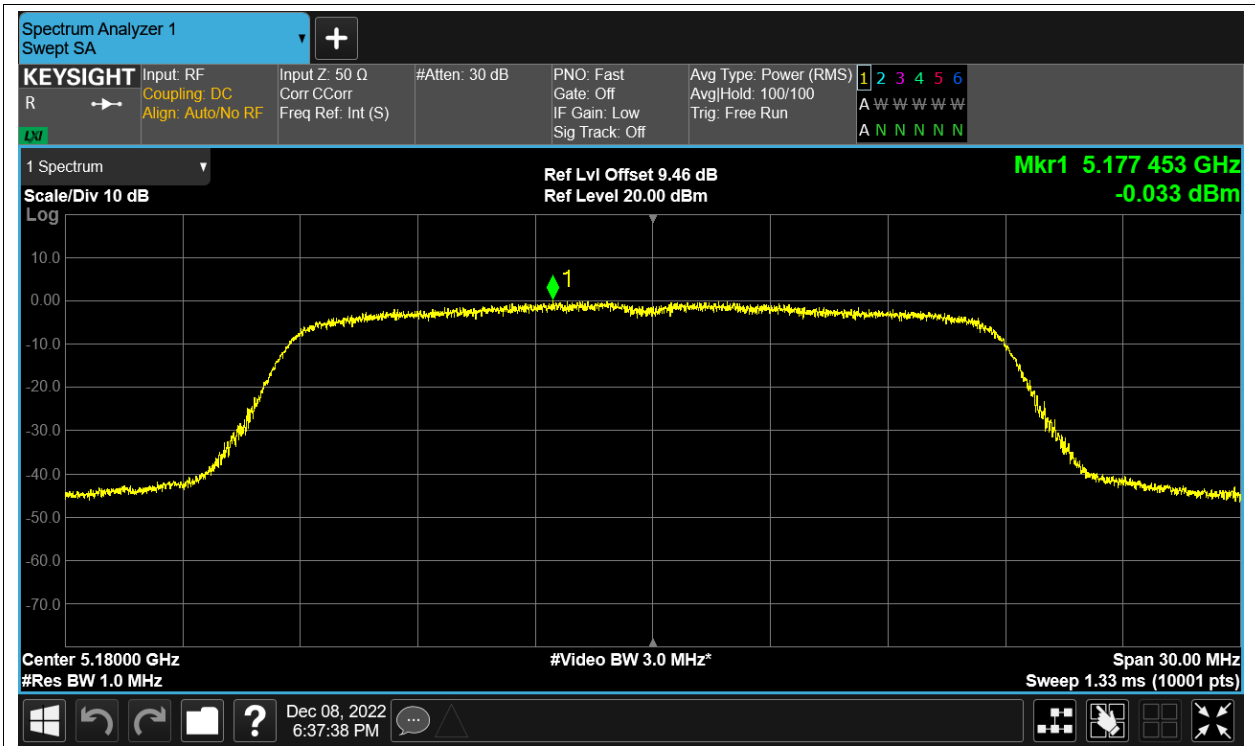 Spectrum Analyzer 1
Swept SA
KEYSIGHT
R
LXI
Input: RF
Coupling: DC
Align: Auto/No RF
Input Z: 50 Ω
Corr CCorr
Freq Ref: Int (S)
#Atten: 30 dB
PNO: Fast
Gate: Off
IF Gain: Low
Sig Track: Off
Avg Type: Power (RMS)
Avg|Hold: 100/100
Trig: Free Run
1 2 3 4 5 6
A W W W W W
A N N N N N
1 Spectrum
Scale/Div 10 dB
Log
Ref Lvl Offset 9.46 dB
Ref Level 20.00 dBm
Mkr1 5.177 453 GHz
-0.033 dBm
10.0
0.00
-10.0
-20.0
-30.0
-40.0
-50.0
-60.0
-70.0
1
Center 5.18000 GHz
#Res BW 1.0 MHz
#Video BW 3.0 MHz*
Span 30.00 MHz
Sweep 1.33 ms (10001 pts)
?
Dec 08, 2022
6:37:38 PM